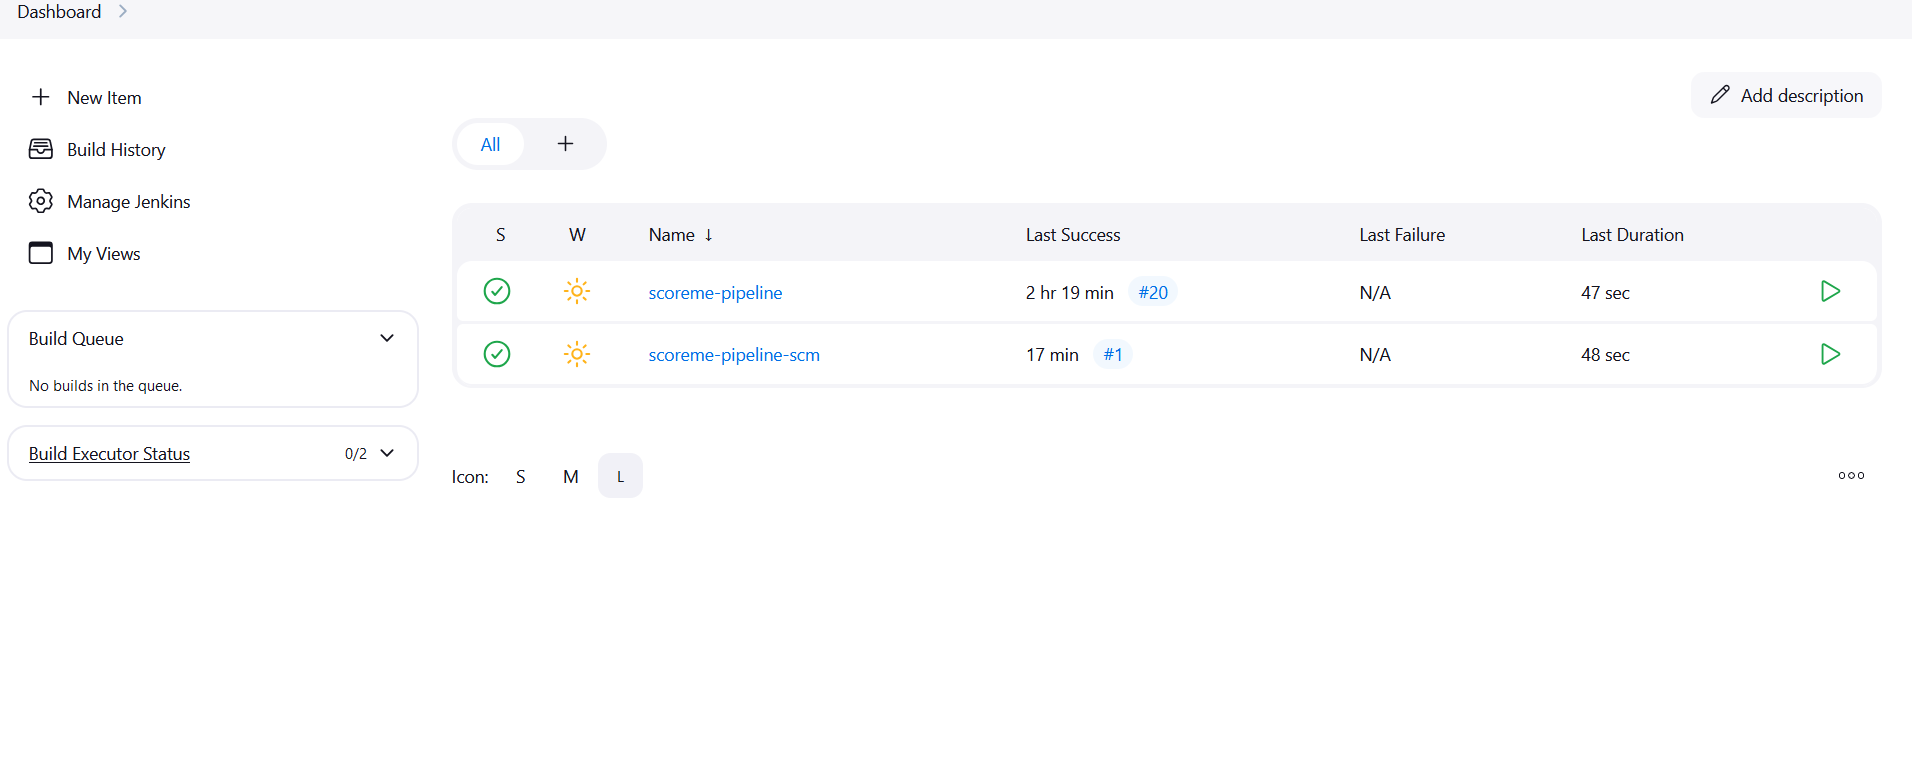 Dashboard
New Item
Build History
Manage Jenkins
My Views
Build Queue
No builds in the queue.
Build Executor Status 0/2
Add description
All
S W Name ↓ Last Success Last Failure Last Duration
scoreme-pipeline 2 hr 19 min #20 N/A 47 sec
scoreme-pipeline-scm 17 min #1 N/A 48 sec
Icon: S M L